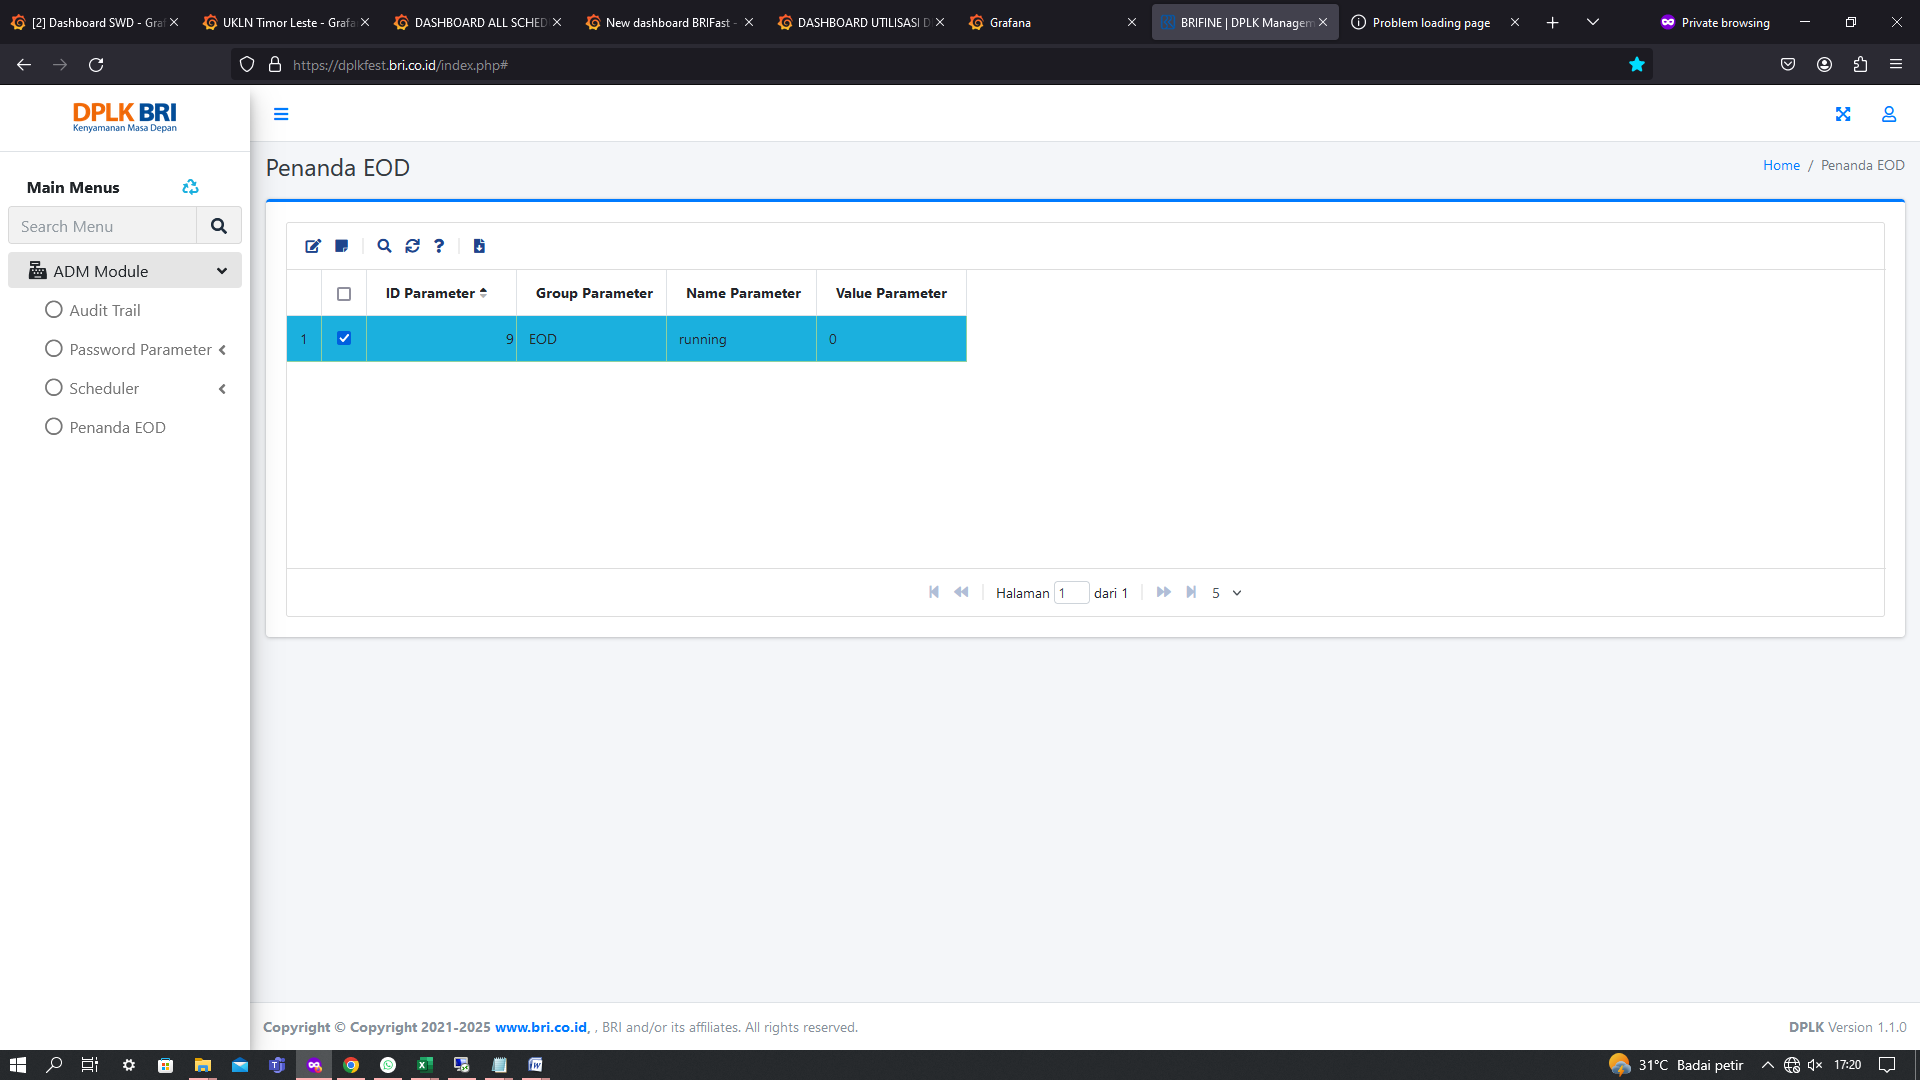 [2] Dashboard SWD - Graf
UKLN Timor Leste - Grafa
DASHBOARD ALL SCHED
New dashboard BRIFast -
DASHBOARD UTILISASI D
Grafana
BRIFINE | DPLK Managem
Problem loading page
Private browsing
https://dplkfest.bri.co.id/index.php#
DPLK BRI
Kenyamanan Masa Depan
Main Menus
Search Menu
ADM Module
Audit Trail
Password Parameter
Scheduler
Penanda EOD
Penanda EOD
Home / Penanda EOD
ID Parameter Group Parameter Name Parameter Value Parameter
1 9 EOD running 0
Halaman 1 dari 1 5
Copyright © Copyright 2021-2025 www.bri.co.id, , BRI and/or its affiliates. All rights reserved.
DPLK Version 1.1.0
31°C Badai petir
17:20